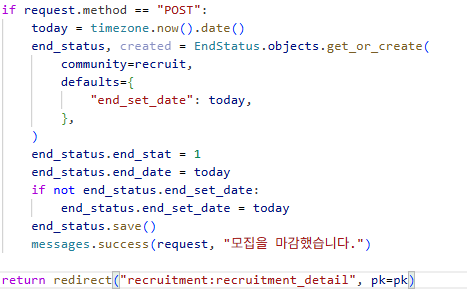 if request.method == "POST":
    today = timezone.now().date()
    end_status, created = EndStatus.objects.get_or_create(
        community=recruit,
        defaults={
            "end_set_date": today,
        },
    )
    end_status.end_stat = 1
    end_status.end_date = today
    if not end_status.end_set_date:
        end_status.end_set_date = today
    end_status.save()
    messages.success(request, "모집을 마감했습니다.")

return redirect("recruitment:recruitment_detail", pk=pk)